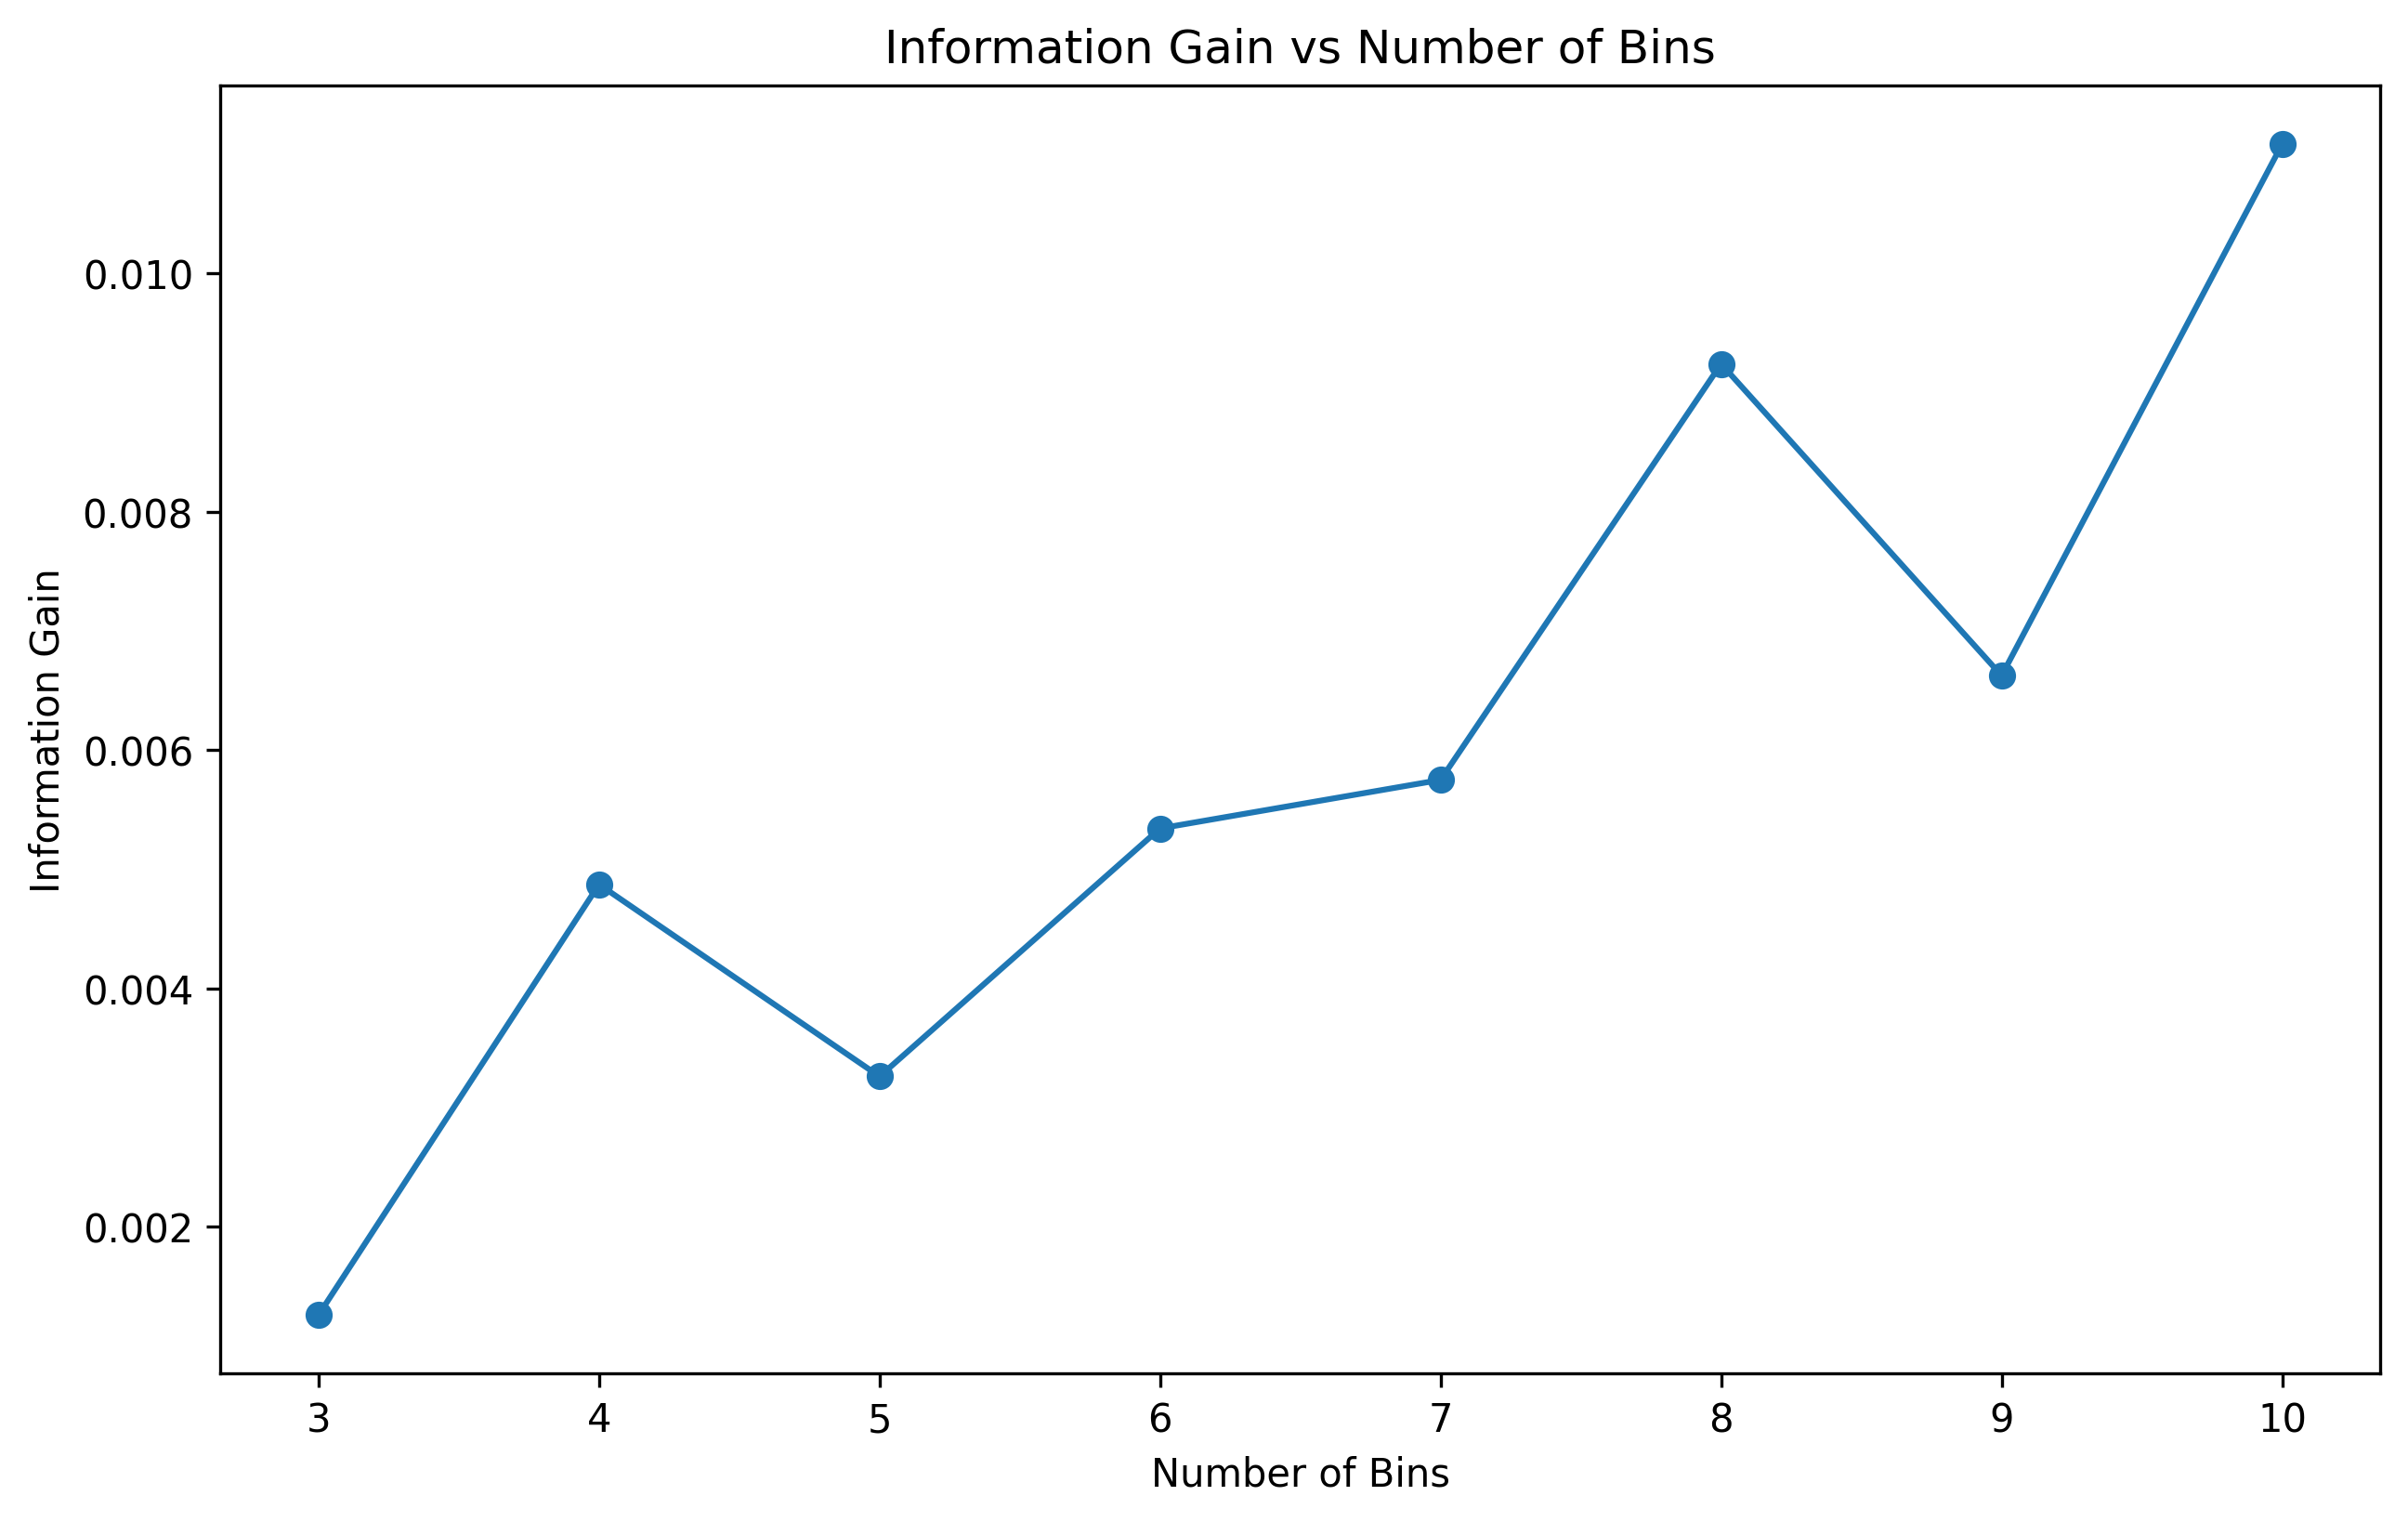 Information Gain vs Number of Bins
0.010
0.008
0.006
0.004
0.002
Information Gain
3 4 5 6 7 8 9 10
Number of Bins